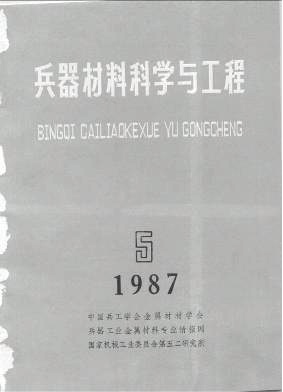 兵器材料科学与工程
BINGQI CAILIAOKEXUE YU GONGCHENG
5
1987
中国兵工学会金属材料学会
兵器工业金属材料专业情报网
国家机械工业委员会第五二研究所